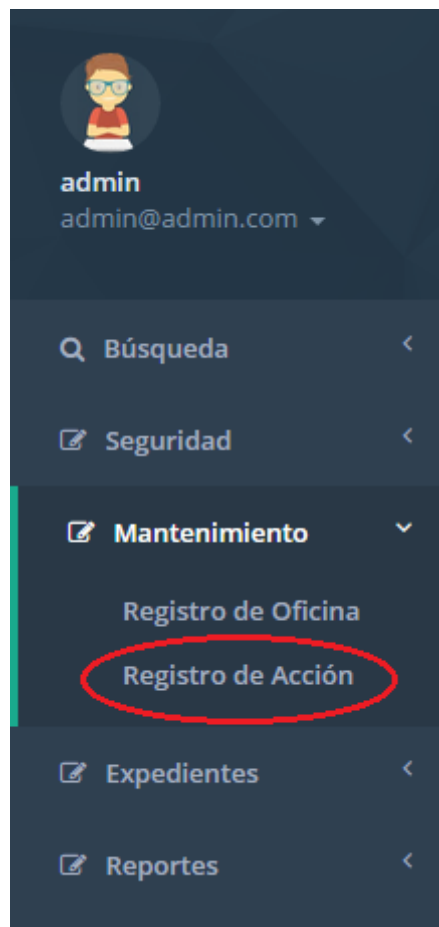 admin
admin@admin.com
Búsqueda
Seguridad
Mantenimiento
Registro de Oficina
Registro de Acción
Expedientes
Reportes